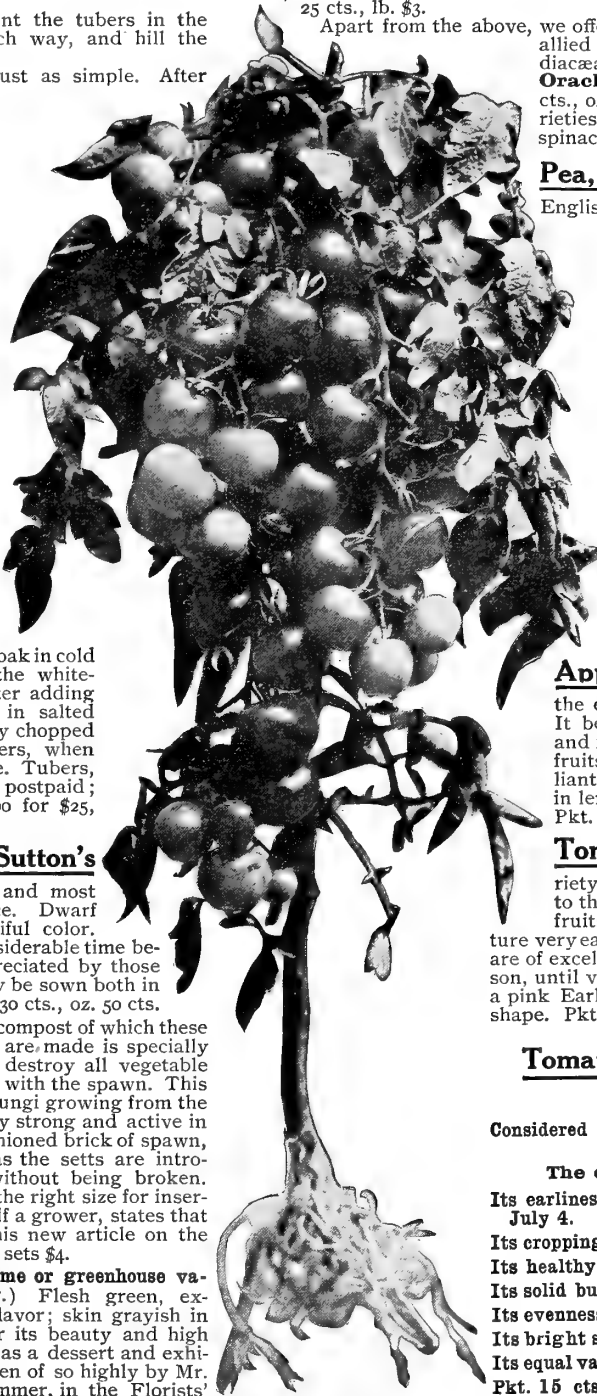 nt the tubers in the
ch way, and hill the
ust as simple. After
oak in cold
the white-
ter adding
in salted
y chopped
ers, when
e. Tubers,
postpaid;
00 for $25,
Sutton's
and most
ce. Dwarf
iful color.
siderable time be-
reciated by those
y be sown both in
30 cts., oz. 50 cts.
compost of which these
are made is specially
destroy all vegetable
with the spawn. This
ungi growing from the
y strong and active in
hioned brick of spawn,
as the setts are intro-
without being broken.
the right size for inser-
lf a grower, states that
his new article on the
sets $4.
me or greenhouse va-
r.) Flesh green, ex-
lavor; skin grayish in
r its beauty and high
as a dessert and exhi-
en of so highly by Mr.
mmer, in the Florists'
25 cts., lb. $3.
Apart from the above, we off
allied
diacæa
Orach
cts., o
rieties
spinac
Pea,
Englis
App
the e
It be
and
fruits
liant
in le
Pkt.
Tom
riety
to th
fruit
ture very ea
are of excel
son, until v
a pink Earl
shape. Pkt
Toma
Considered
The e
Its earlines
July 4.
Its cropping
Its healthy
Its solid bu
Its evenness
Its bright s
Its equal va
Pkt. 15 cts